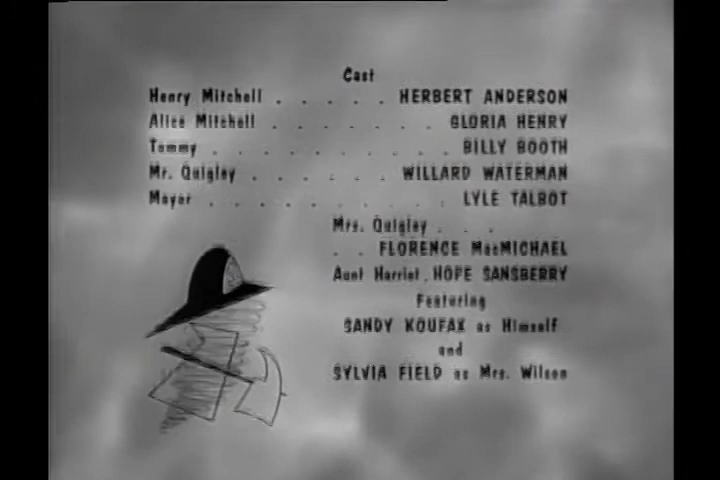 Cast
Henry Mitchell . . . . . HERBERT ANDERSON
Alice Mitchell . . . . . . . GLORIA HENRY
Tommy . . . . . . . . . . BILLY BOOTH
Mr. Quigley . . . . . . WILLARD WATERMAN
Mayor . . . . . . . . . . LYLE TALBOT
Mrs. Quigley . . .
. . FLORENCE MacMICHAEL
Aunt Harriet . HOPE SANSBERRY
Featuring
SANDY KOUFAX as Himself
and
SYLVIA FIELD as Mrs. Wilson